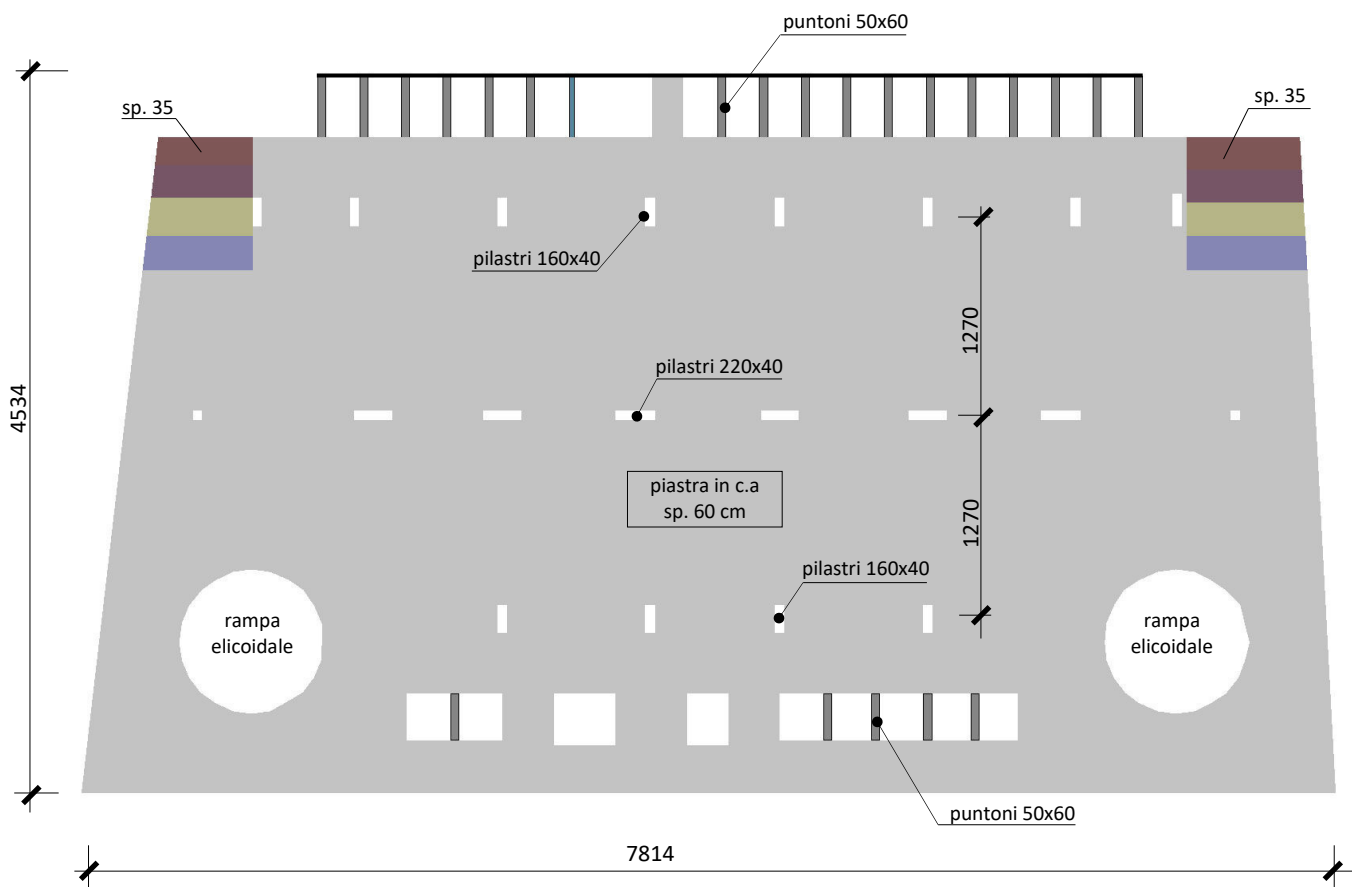 puntoni 50x60
sp. 35
sp. 35
pilastri 160x40
1270
pilastri 220x40
4534
piastra in c.a
sp. 60 cm
1270
pilastri 160x40
rampa
elicoidale
rampa
elicoidale
puntoni 50x60
7814